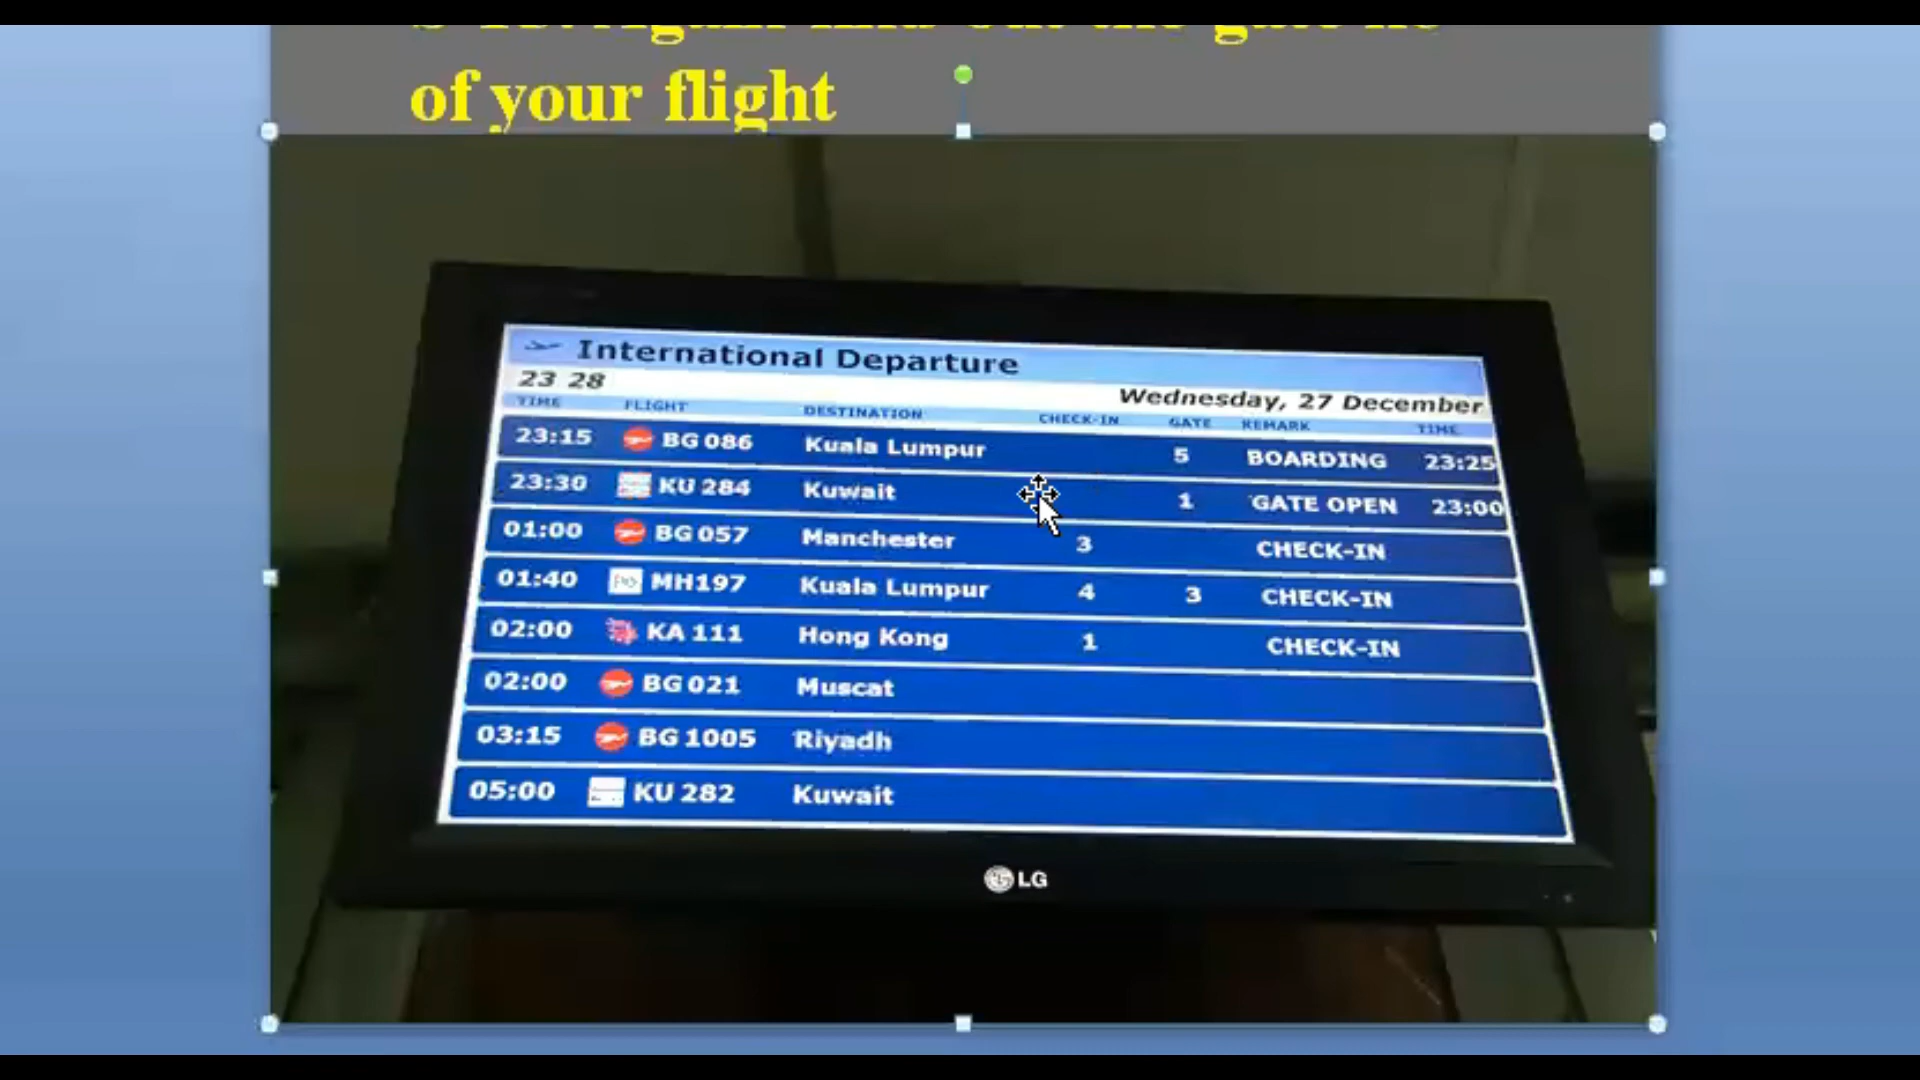 of your flight
International Departure
23 28
Wednesday, 27 December
TIME FLIGHT DESTINATION CHECK-IN GATE REMARK TIME
23:15 BG 086 Kuala Lumpur 5 BOARDING 23:25
23:30 KU 284 Kuwait 1 GATE OPEN 23:00
01:00 BG 057 Manchester 3 CHECK-IN
01:40 MH197 Kuala Lumpur 4 3 CHECK-IN
02:00 KA 111 Hong Kong 1 CHECK-IN
02:00 BG 021 Muscat
03:15 BG 1005 Riyadh
05:00 KU 282 Kuwait
LG